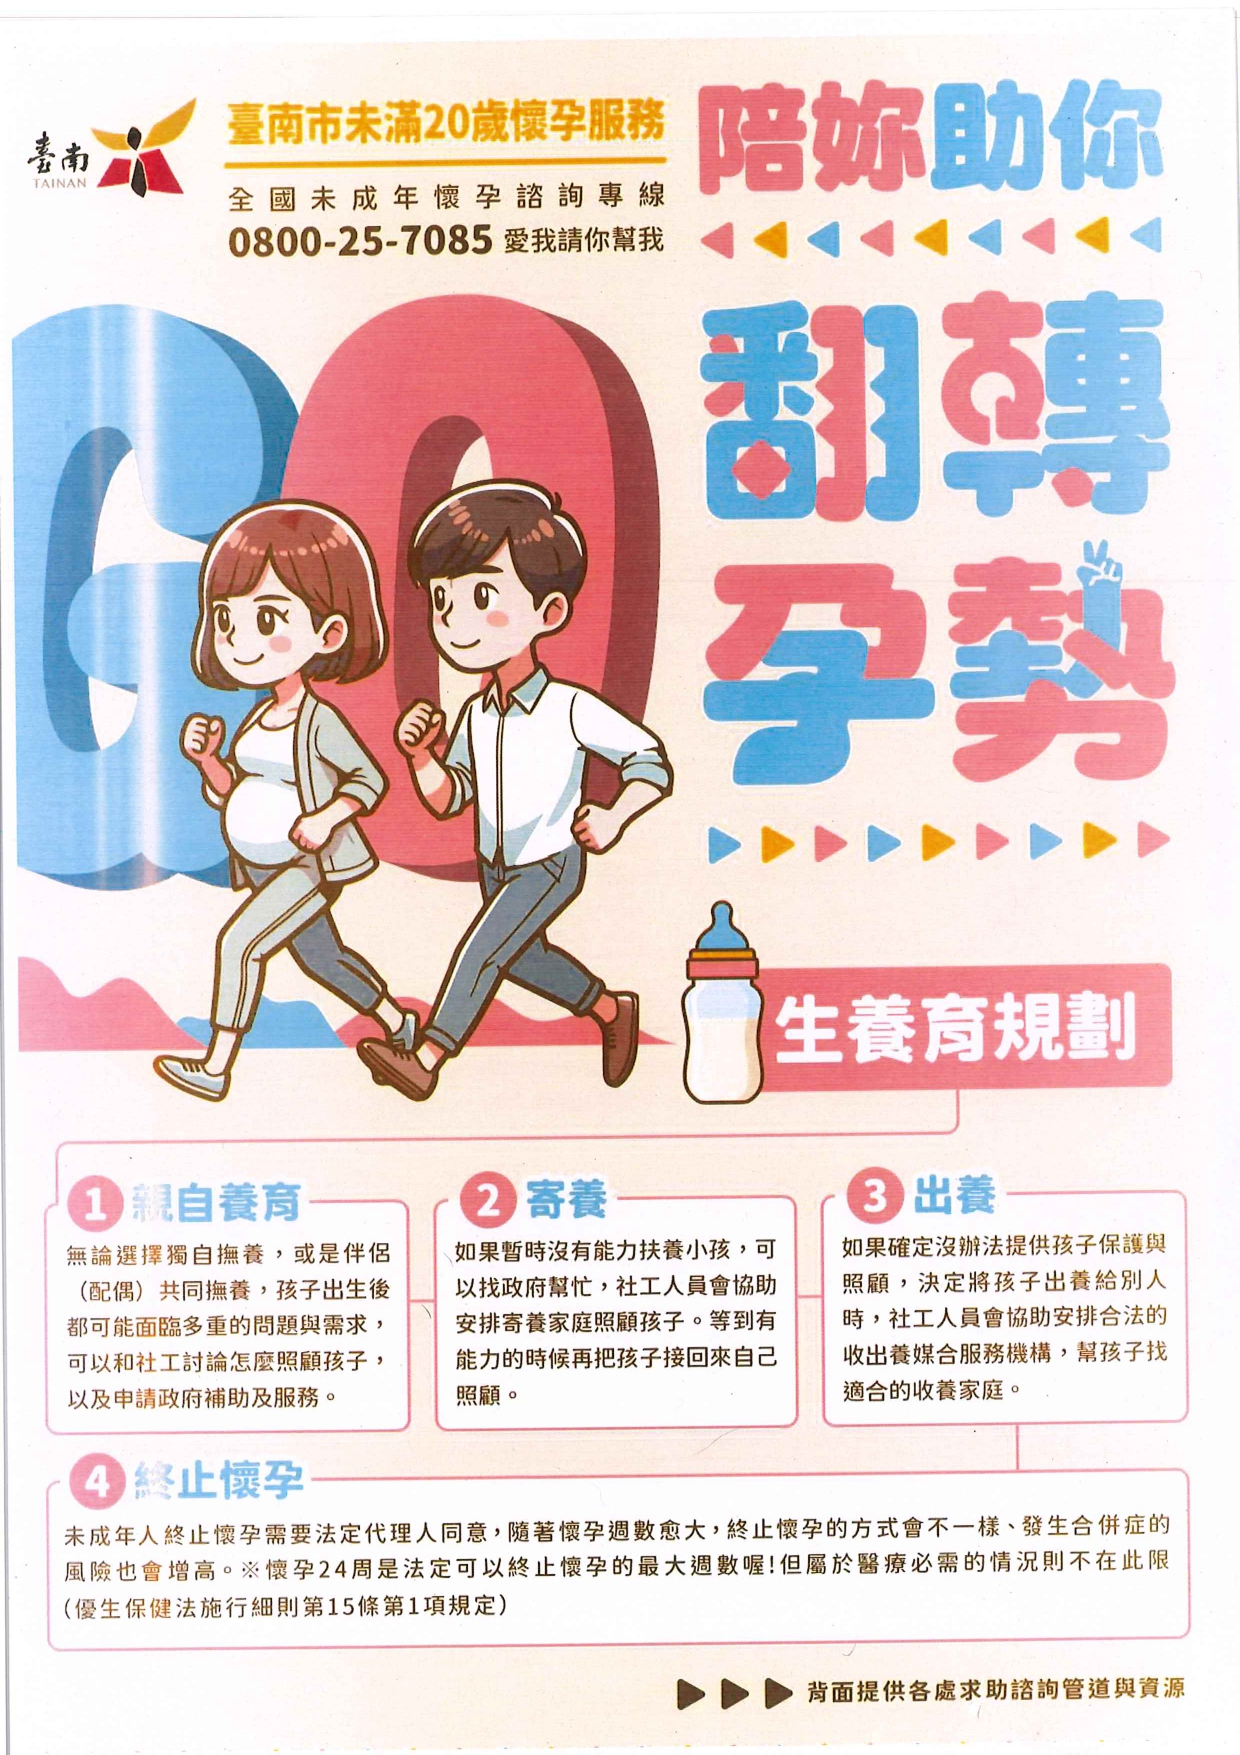 臺南
TAINAN
臺南市未滿20歲懷孕服務
全國未成年懷孕諮詢專線
0800-25-7085 愛我請你幫我
陪妳助你
翻轉
孕勢
GO
生養育規劃
1 親自養育
無論選擇獨自撫養，或是伴侶
（配偶）共同撫養，孩子出生後
都可能面臨多重的問題與需求，
可以和社工討論怎麼照顧孩子，
以及申請政府補助及服務。
2 寄養
如果暫時沒有能力扶養小孩，可
以找政府幫忙，社工人員會協助
安排寄養家庭照顧孩子。等到有
能力的時候再把孩子接回來自己
照顧。
3 出養
如果確定沒辦法提供孩子保護與
照顧，決定將孩子出養給別人
時，社工人員會協助安排合法的
收出養媒合服務機構，幫孩子找
適合的收養家庭。
4 終止懷孕
未成年人終止懷孕需要法定代理人同意，隨著懷孕週數愈大，終止懷孕的方式會不一樣、發生合併症的
風險也會增高。※懷孕24周是法定可以終止懷孕的最大週數喔！但屬於醫療必需的情況則不在此限
（優生保健法施行細則第15條第1項規定）
▶▶▶ 背面提供各處求助諮詢管道與資源